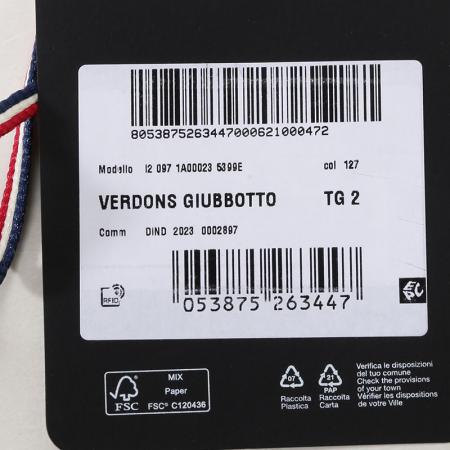 8053875263447000621000472
Modello I2 097 1A00023 5399E col 127
VERDONS GIUBBOTTO TG 2
Comm DIND 2023 0002897
RFID
053875 263447
MIX
Paper
FSC
FSC® C120436
07
Raccolta
Plastica
21
PAP
Raccolta
Carta
Verifica le disposizioni
del tuo comune
Check the provisions
of your town
Vérifier les dispositions
de votre Ville